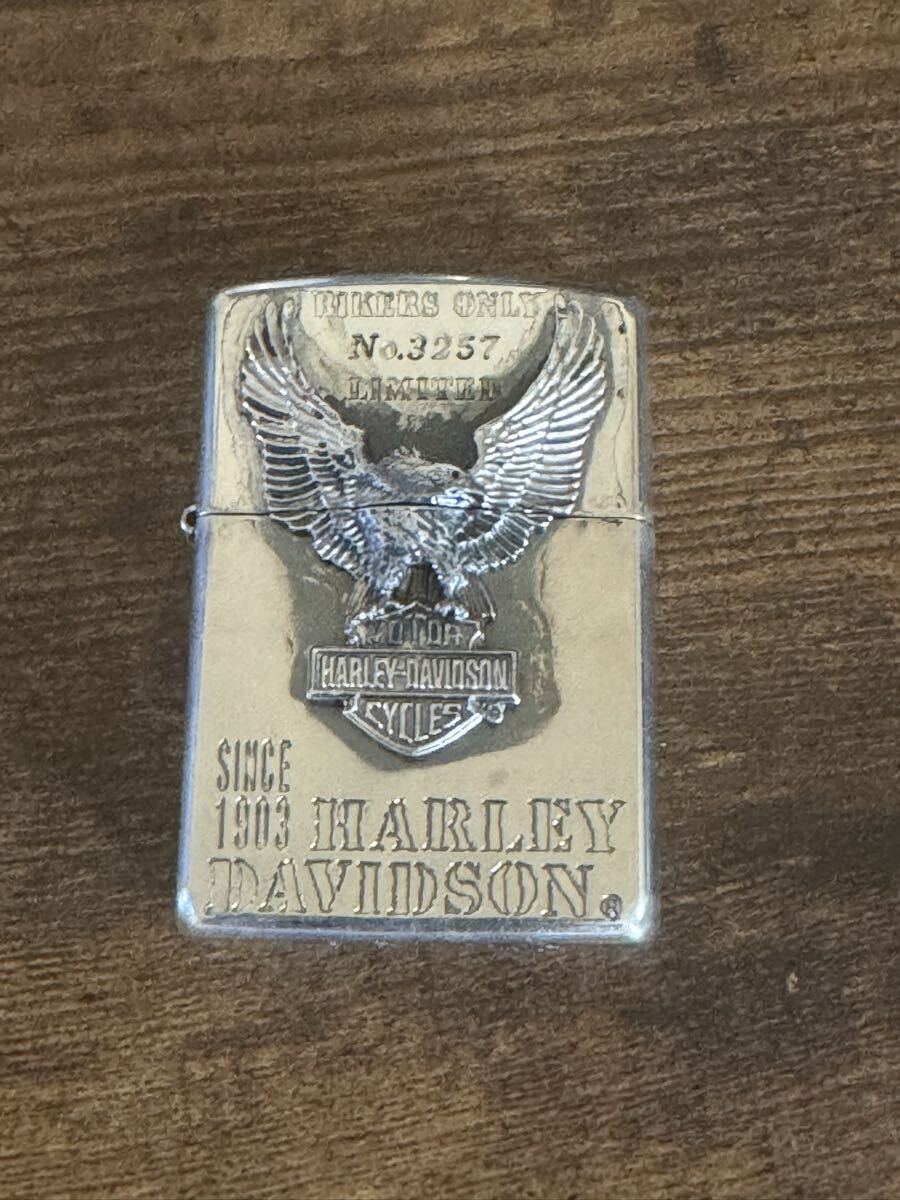 BIKERS ONLY
No.3257
LIMITED
MOTOR
HARLEY-DAVIDSON
CYCLES
SINCE
1903 HARLEY
DAVIDSON®